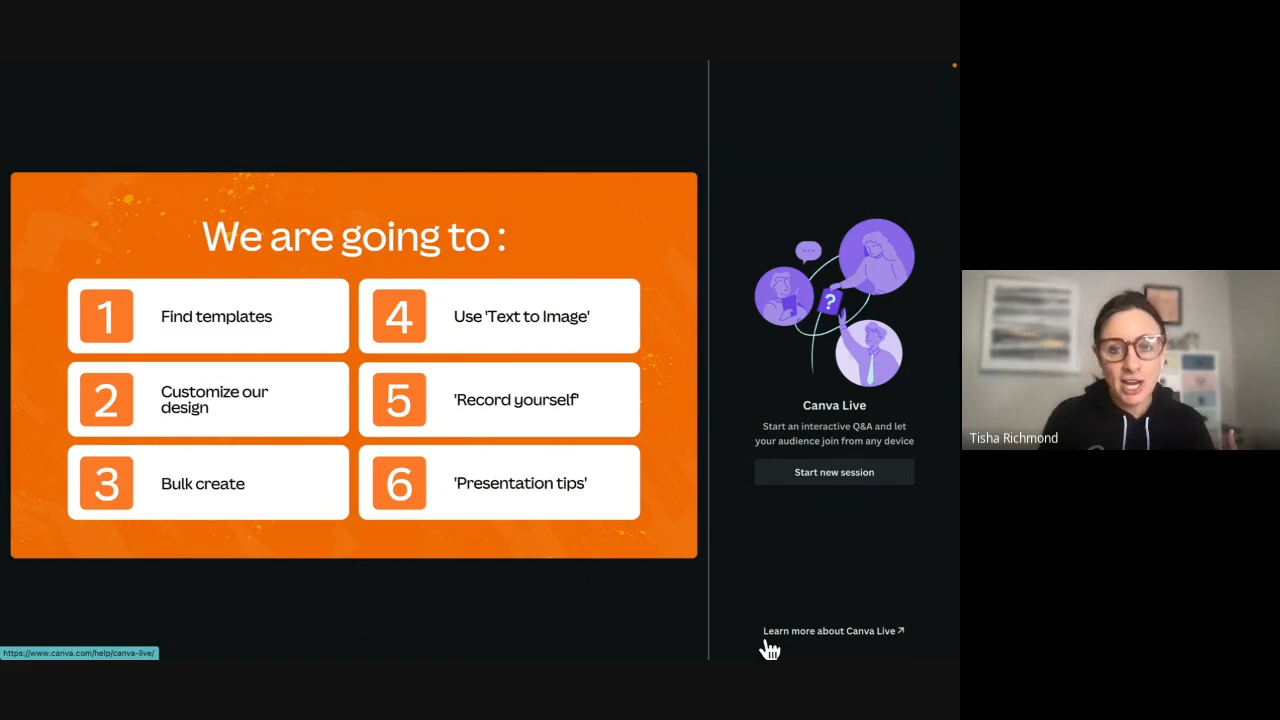 We are going to :
1
Find templates
2
Customize our
design
3
Bulk create
4
Use 'Text to Image'
5
'Record yourself'
6
'Presentation tips'
?
Canva Live
Start an interactive Q&A and let
your audience join from any device
Start new session
Learn more about Canva Live
https://www.canva.com/help/canva-live/
Tisha Richmond